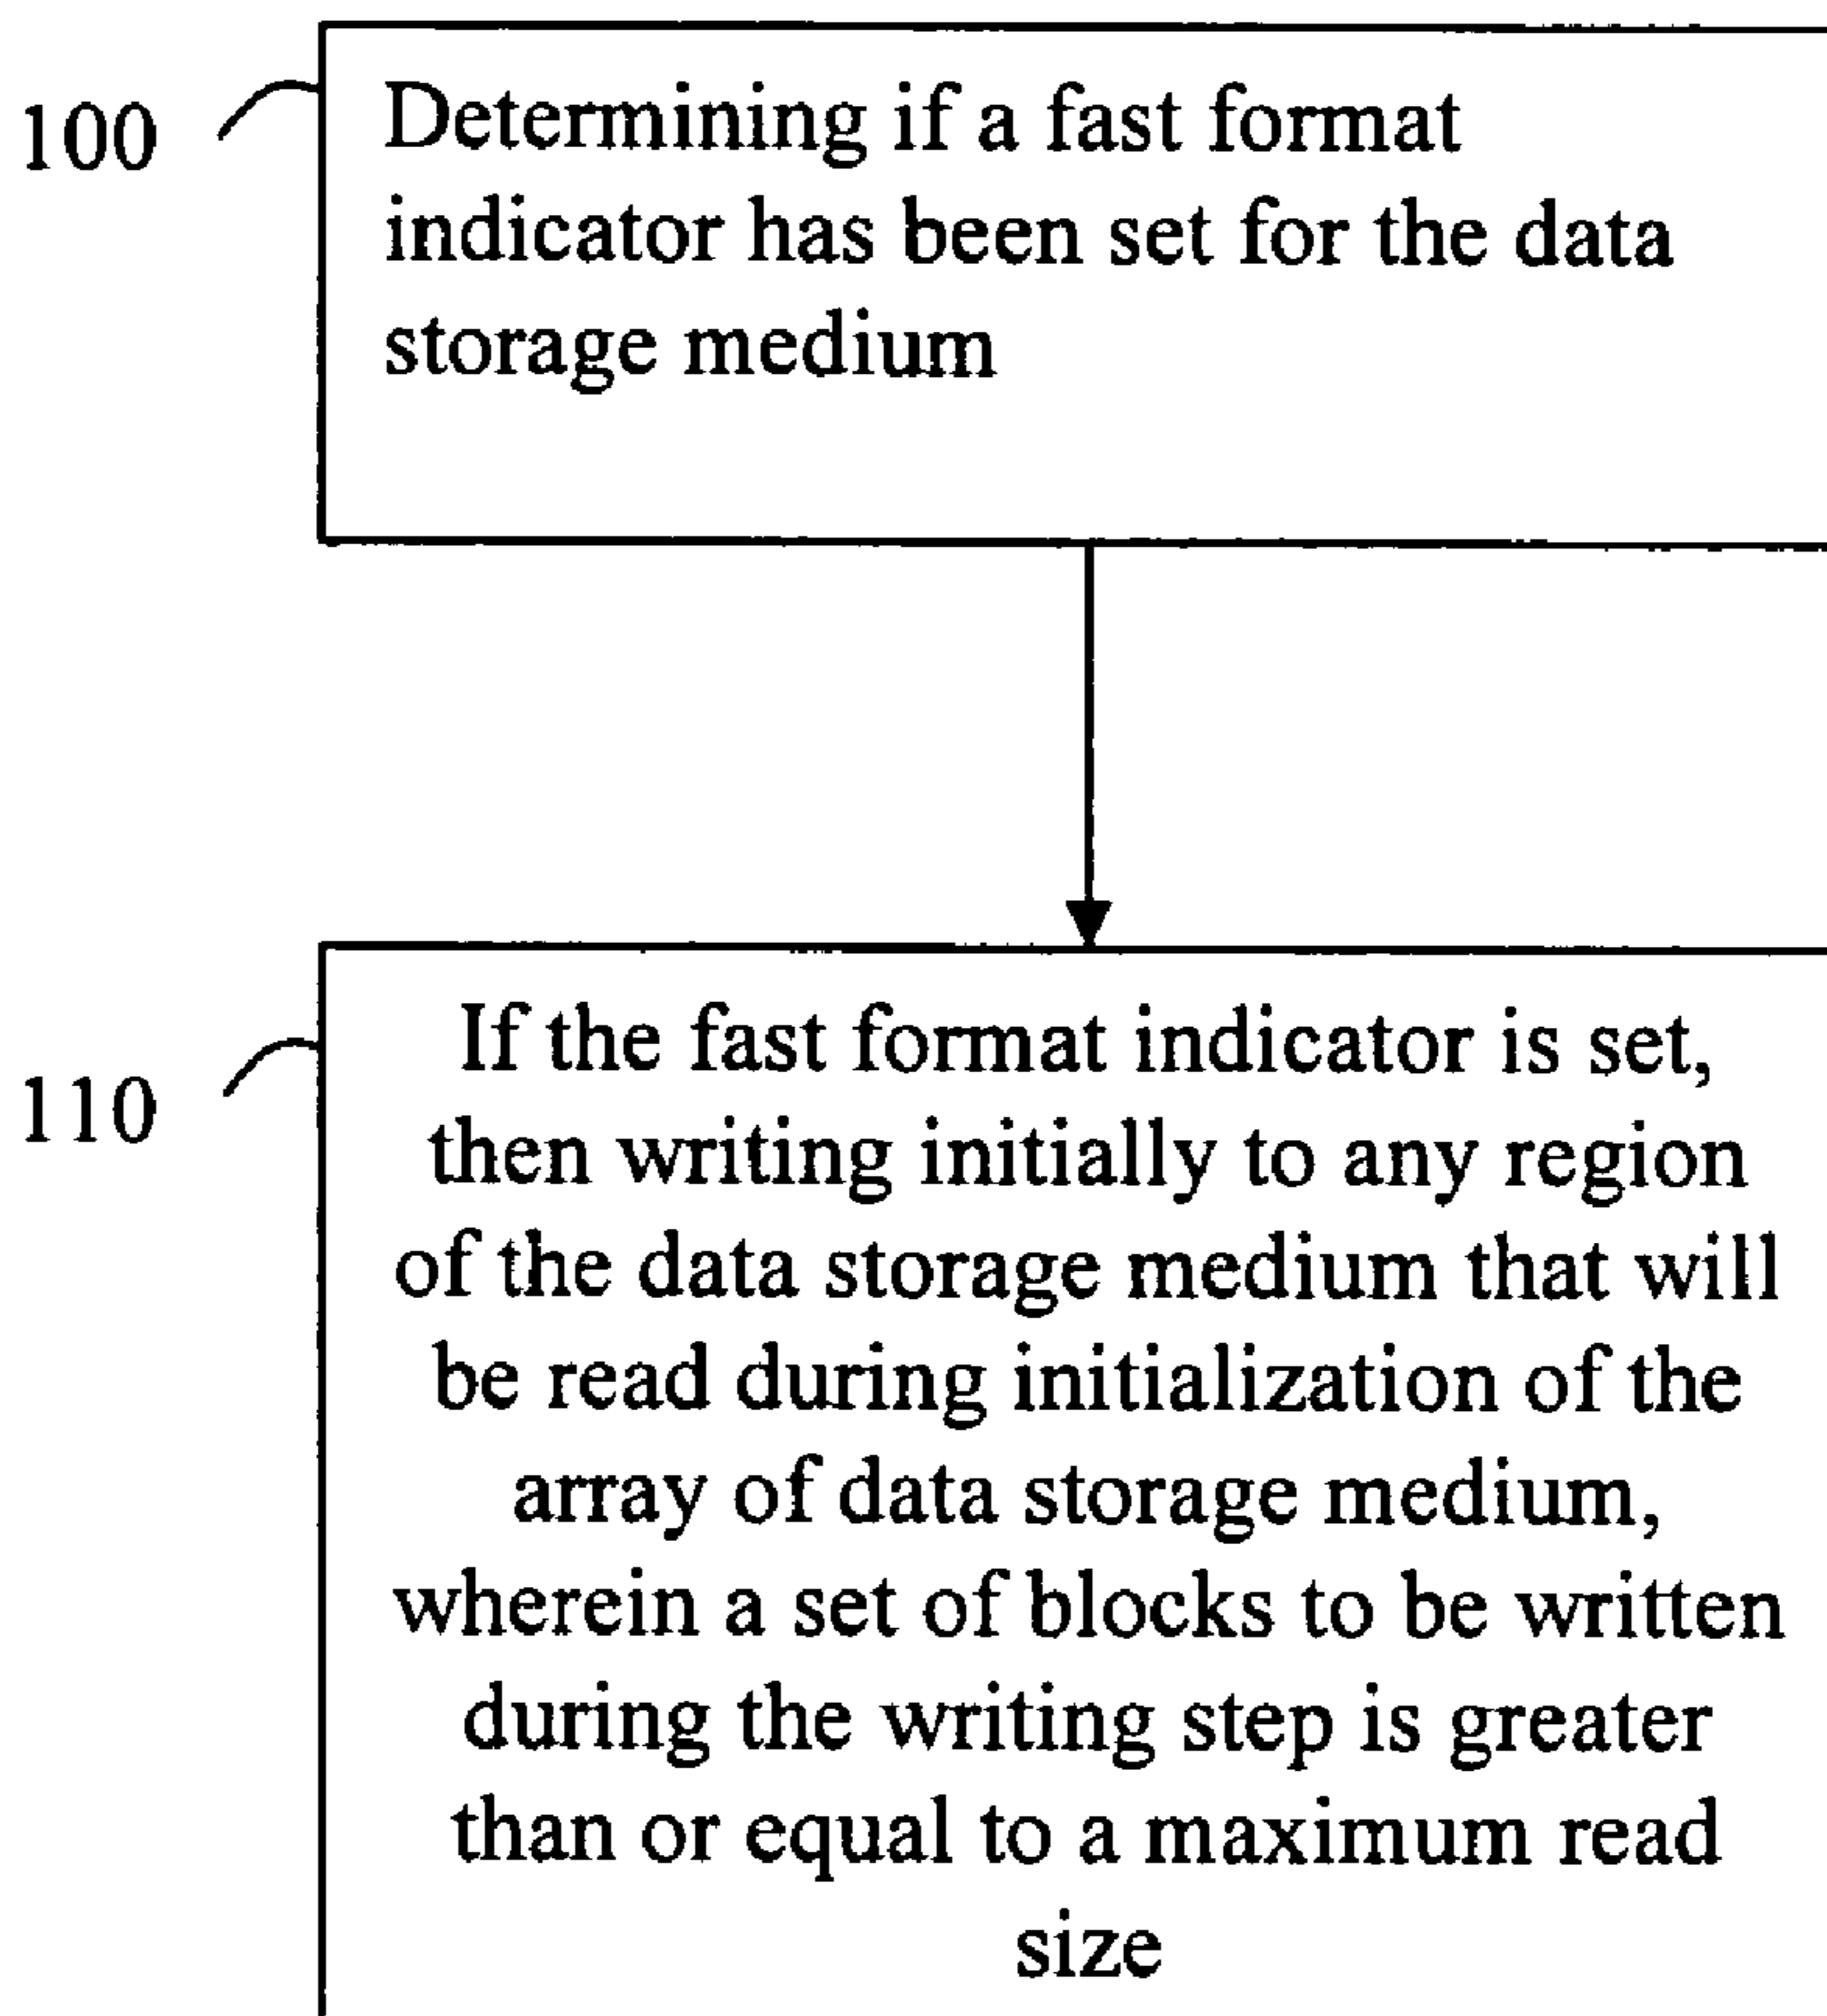 100
Determining if a fast format
indicator has been set for the data
storage medium
110
If the fast format indicator is set,
then writing initially to any region
of the data storage medium that will
be read during initialization of the
array of data storage medium,
wherein a set of blocks to be written
during the writing step is greater
than or equal to a maximum read
size